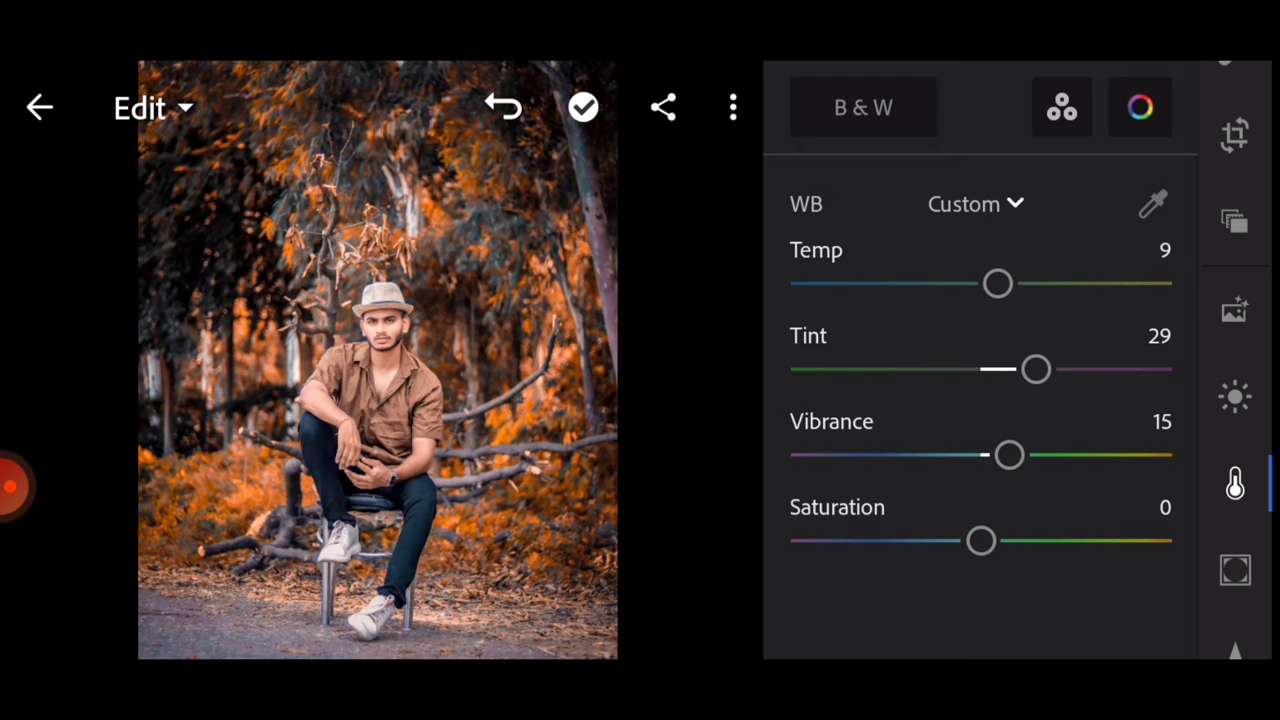 Edit
B & W
WB Custom
Temp 9
Tint 29
Vibrance 15
Saturation 0